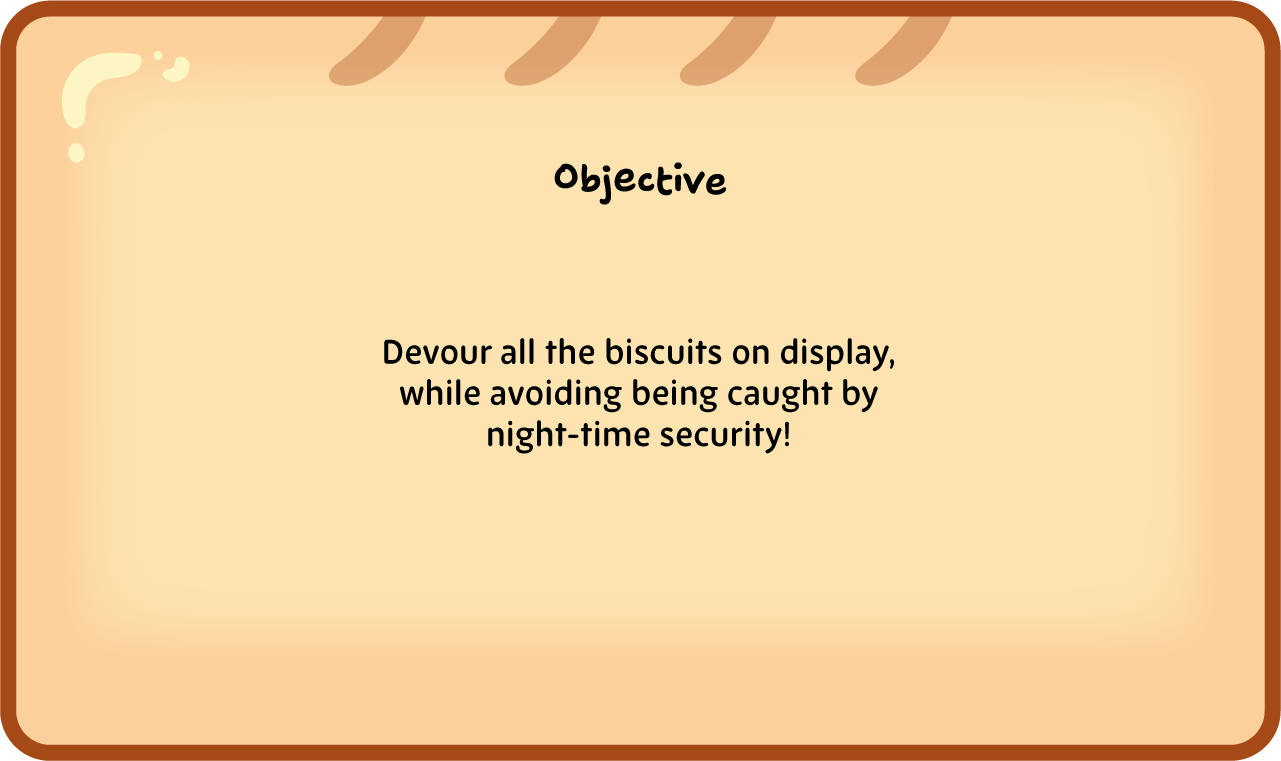 Objective
Devour all the biscuits on display,
while avoiding being caught by
night-time security!